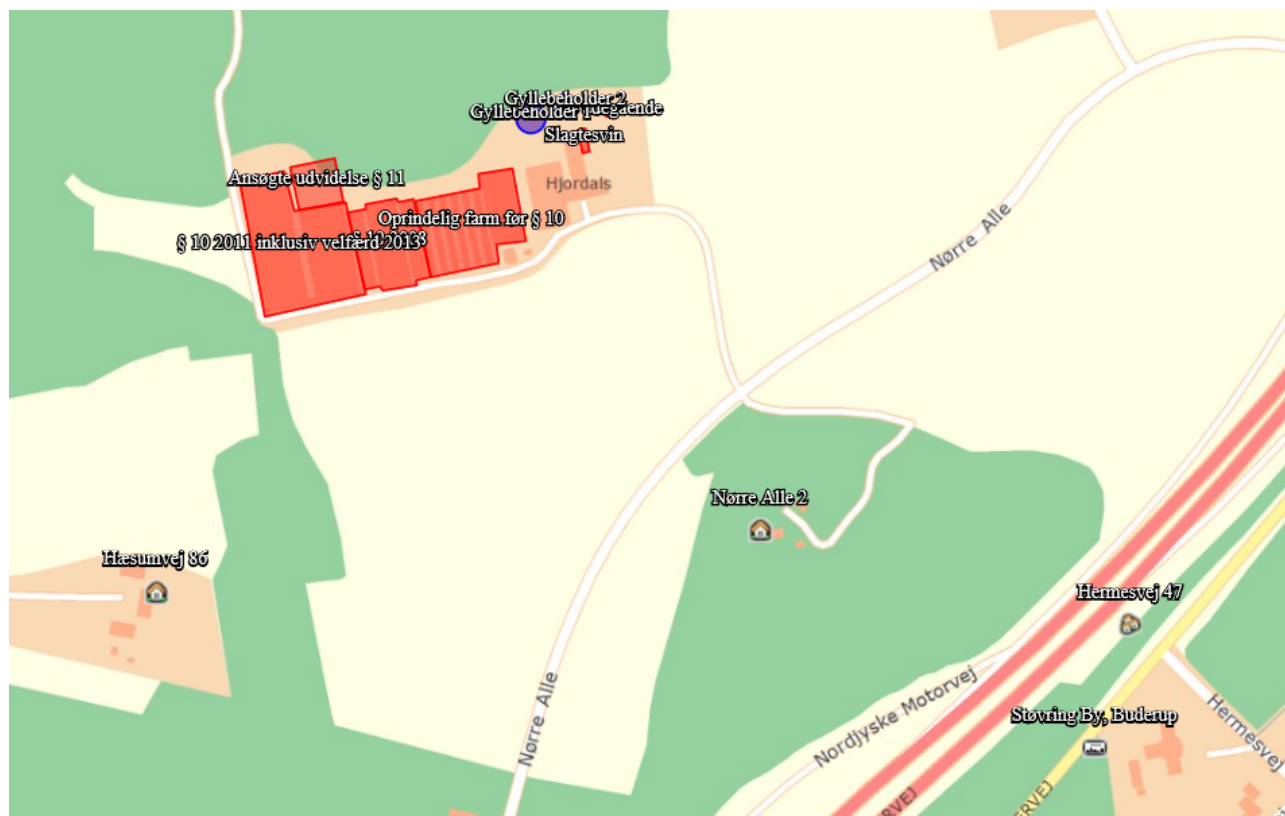 Gyllebeholder 2
Gyllebeholder 1
Slagtesvin
Ansøgte udvidelse § 11
Hjordals
Oprindelig farm før § 10
§ 10 2011 inklusiv velfærd 2013
Nørre Alle
Nørre Alle 2
Hæsumvej 86
Hermesvej 47
Nordjyske Motorvej
Støvring By, Buderup
Hermesvej
Nørre Alle